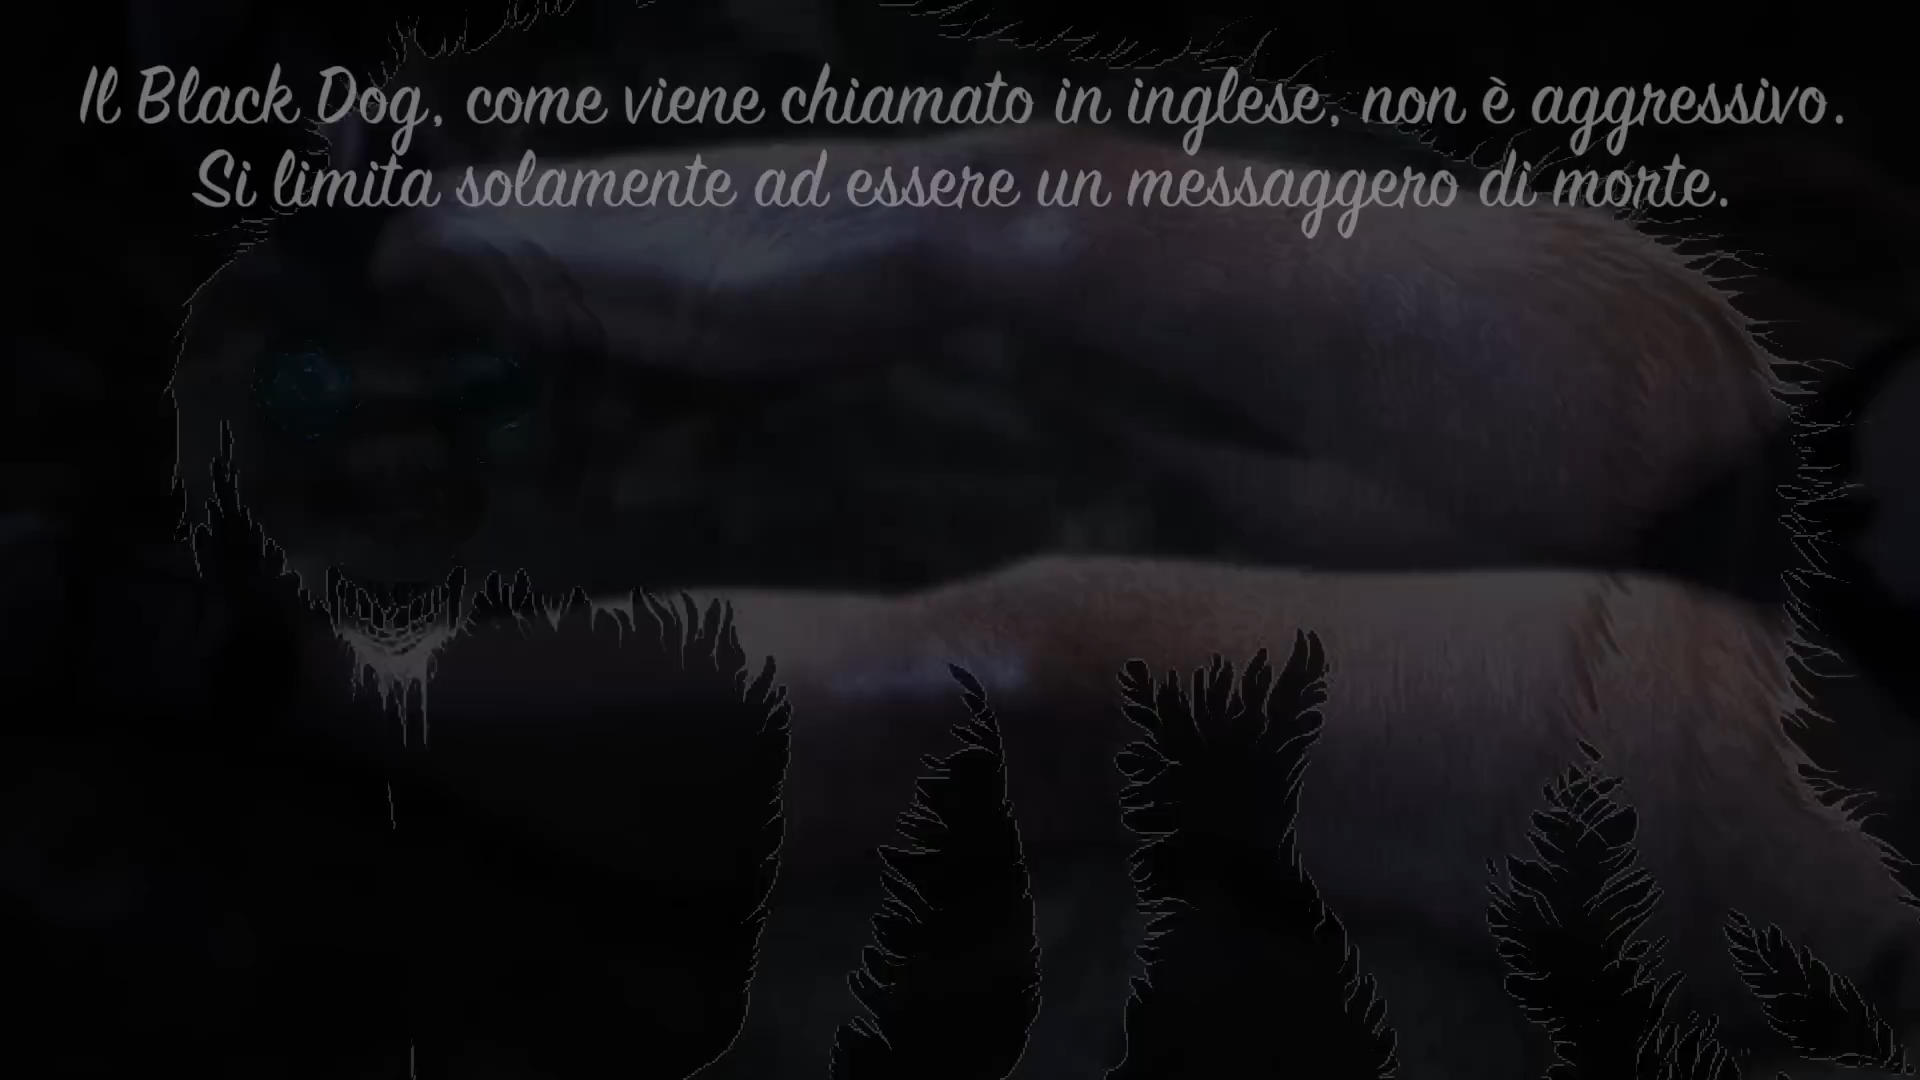 Il Black Dog, come viene chiamato in inglese, non è aggressivo.
Si limita solamente ad essere un messaggero di morte.